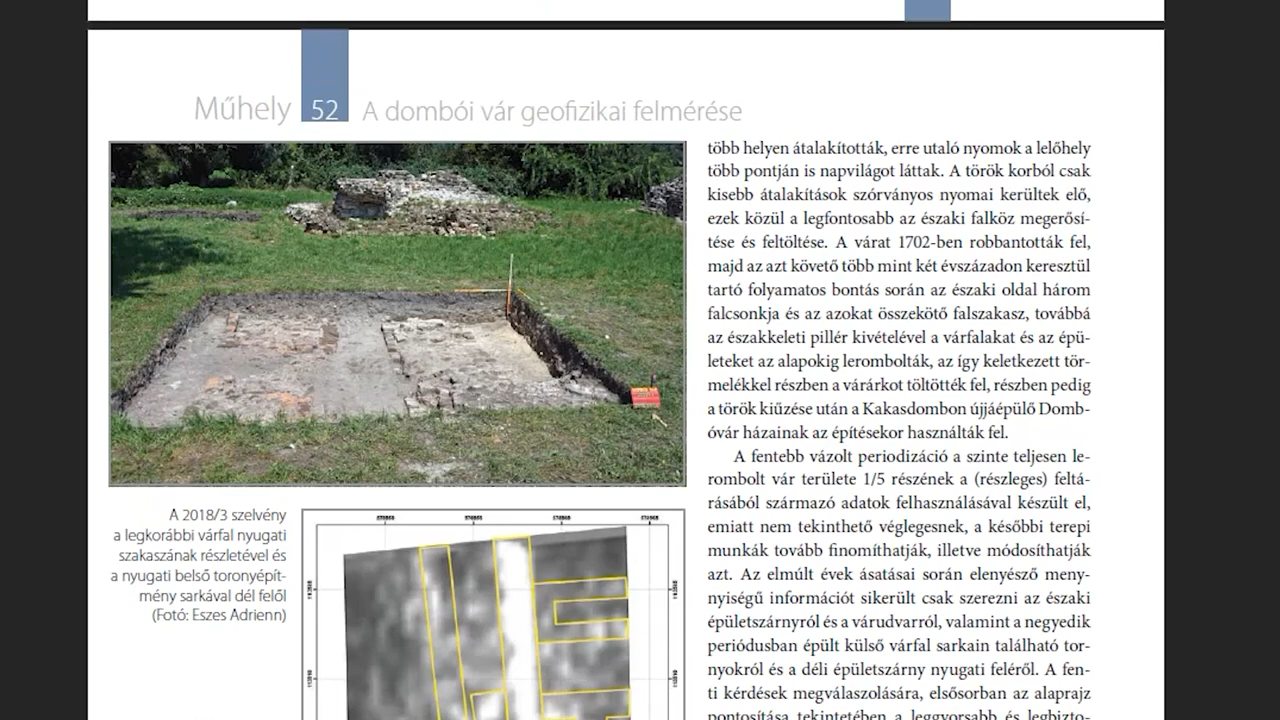 Műhely 52 A dombói vár geofizikai felmérése
A 2018/3 szelvény
a legkorábbi várfal nyugati
szakaszának részletével és
a nyugati belső toronyépít-
mény sarkával dél felől
(Fotó: Eszes Adrienn)
több helyen átalakították, erre utaló nyomok a lelőhely
több pontján is napvilágot láttak. A török korból csak
kisebb átalakítások szórványos nyomai kerültek elő,
ezek közül a legfontosabb az északi falköz megerősí-
tése és feltöltése. A várat 1702-ben robbantották fel,
majd az azt követő több mint két évszázadon keresztül
tartó folyamatos bontás során az északi oldal három
falcsonkja és az azokat összekötő falszakasz, továbbá
az északkeleti pillér kivételével a várfalakat és az épü-
leteket az alapokig lerombolták, az így keletkezett tör-
melékkel részben a várárkot töltötték fel, részben pedig
a török kiűzése után a Kakasdombon újjáépülő Domb-
óvár házainak az építésekor használták fel.
A fentebb vázolt periodizáció a szinte teljesen le-
rombolt vár területe 1/5 részének a (részleges) feltá-
rásából származó adatok felhasználásával készült el,
emiatt nem tekinthető véglegesnek, a későbbi terepi
munkák tovább finomíthatják, illetve módosíthatják
azt. Az elmúlt évek ásatásai során elenyésző meny-
nyiségű információt sikerült csak szerezni az északi
épületszárnyról és a várudvarról, valamint a negyedik
periódusban épült külső várfal sarkain található tor-
nyokról és a déli épületszárny nyugati feléről. A fen-
ti kérdések megválaszolására, elsősorban az alaprajz
pontosítása tekintetében a leggyorsabb és legbizto-